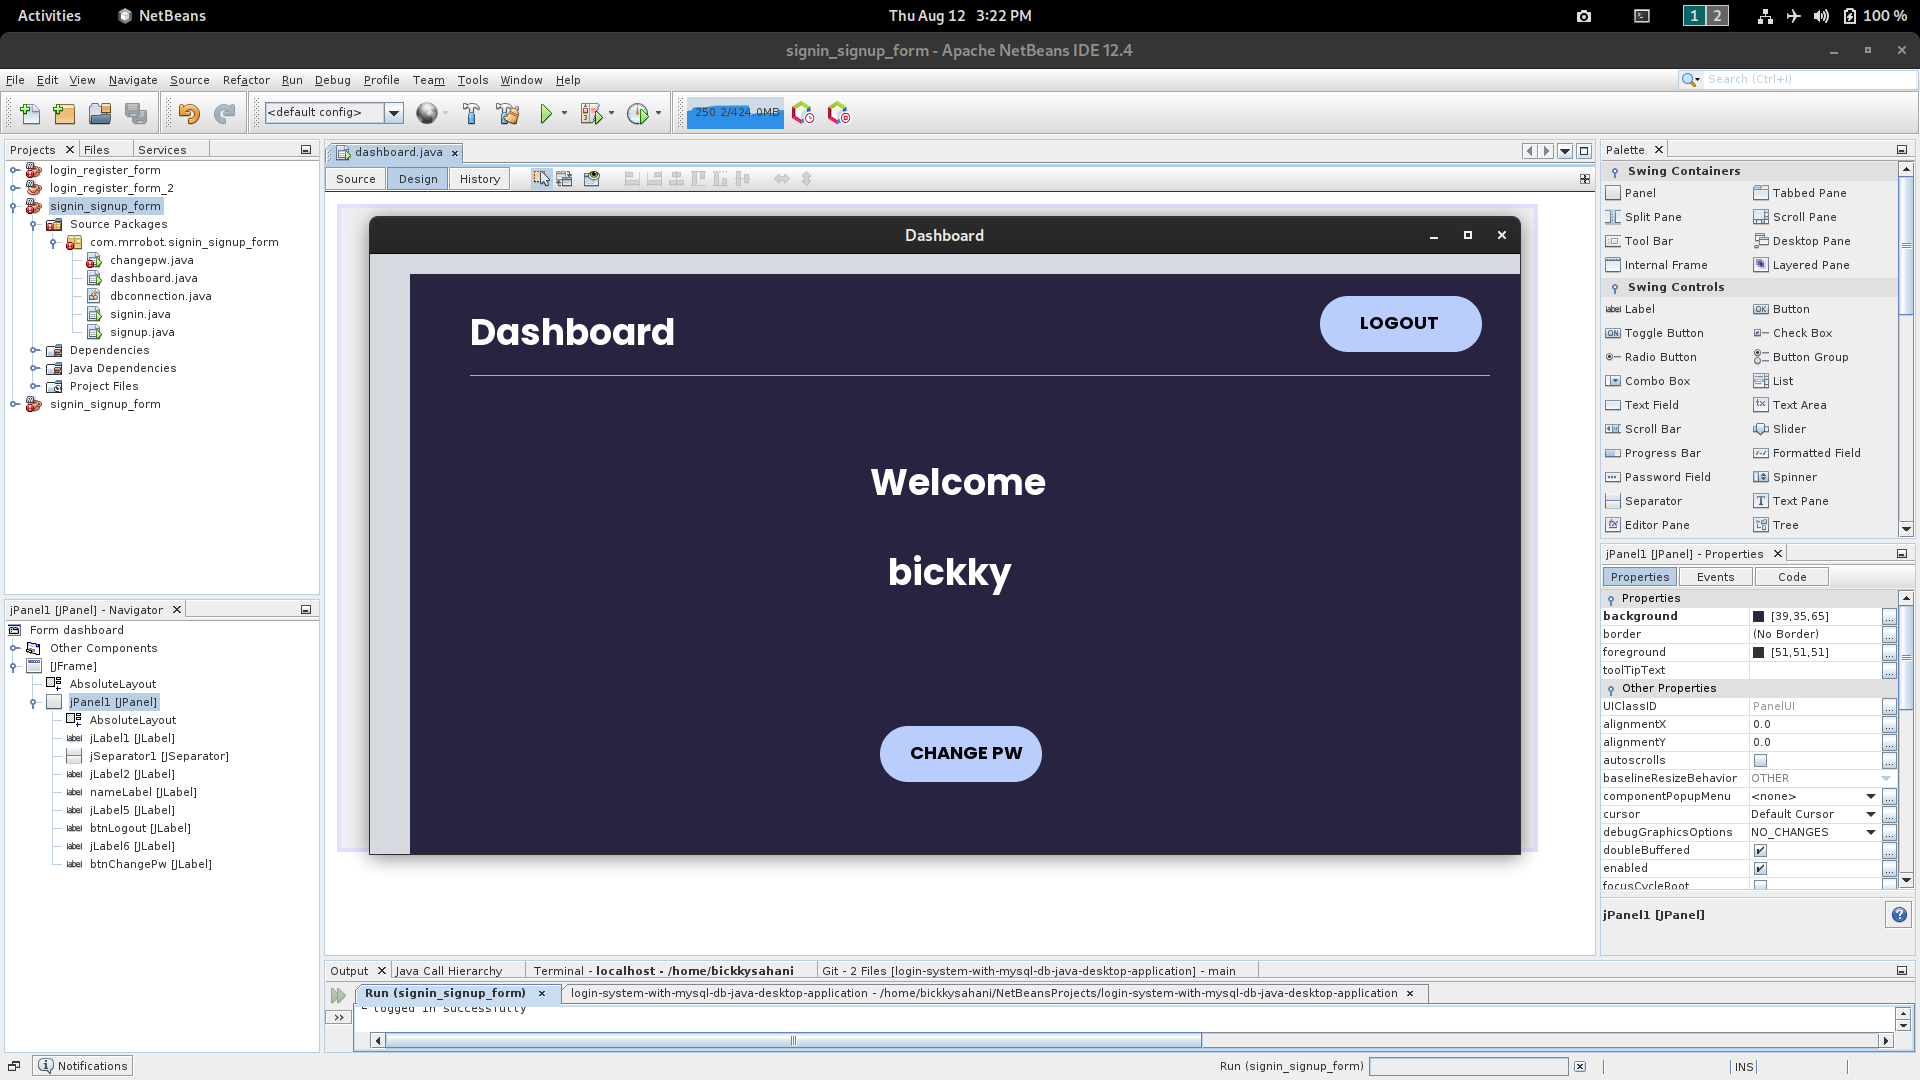 Activities NetBeans Thu Aug 12 3:22 PM 1 2 100 %
signin_signup_form - Apache NetBeans IDE 12.4
File Edit View Navigate Source Refactor Run Debug Profile Team Tools Window Help Search (Ctrl+I)
<default config> 250.2/424.0MB
Projects Files Services
login_register_form
login_register_form_2
signin_signup_form
Source Packages
com.mrrobot.signin_signup_form
changepw.java
dashboard.java
dbconnection.java
signin.java
signup.java
Dependencies
Java Dependencies
Project Files
signin_signup_form
jPanel1 [JPanel] - Navigator
Form dashboard
Other Components
[JFrame]
AbsoluteLayout
jPanel1 [JPanel]
AbsoluteLayout
jLabel1 [JLabel]
jSeparator1 [JSeparator]
jLabel2 [JLabel]
nameLabel [JLabel]
jLabel5 [JLabel]
btnLogout [JLabel]
jLabel6 [JLabel]
btnChangePw [JLabel]
dashboard.java
Source Design History
Dashboard
Dashboard
LOGOUT
Welcome
bickky
CHANGE PW
Palette
Swing Containers
Panel Tabbed Pane
Split Pane Scroll Pane
Tool Bar Desktop Pane
Internal Frame Layered Pane
Swing Controls
Label Button
Toggle Button Check Box
Radio Button Button Group
Combo Box List
Text Field Text Area
Scroll Bar Slider
Progress Bar Formatted Field
Password Field Spinner
Separator Text Pane
Editor Pane Tree
jPanel1 [JPanel] - Properties
Properties Events Code
Properties
background [39,35,65]
border (No Border)
foreground [51,51,51]
toolTipText
Other Properties
UIClassID PanelUI
alignmentX 0.0
alignmentY 0.0
autoscrolls
baselineResizeBehavior OTHER
componentPopupMenu <none>
cursor Default Cursor
debugGraphicsOptions NO_CHANGES
doubleBuffered
enabled
focusCycleRoot
jPanel1 [JPanel]
Output Java Call Hierarchy Terminal - localhost - /home/bickkysahani Git - 2 Files [login-system-with-mysql-db-java-desktop-application] - main
Run (signin_signup_form) login-system-with-mysql-db-java-desktop-application - /home/bickkysahani/NetBeansProjects/login-system-with-mysql-db-java-desktop-application
logged in successfully
Notifications Run (signin_signup_form) INS